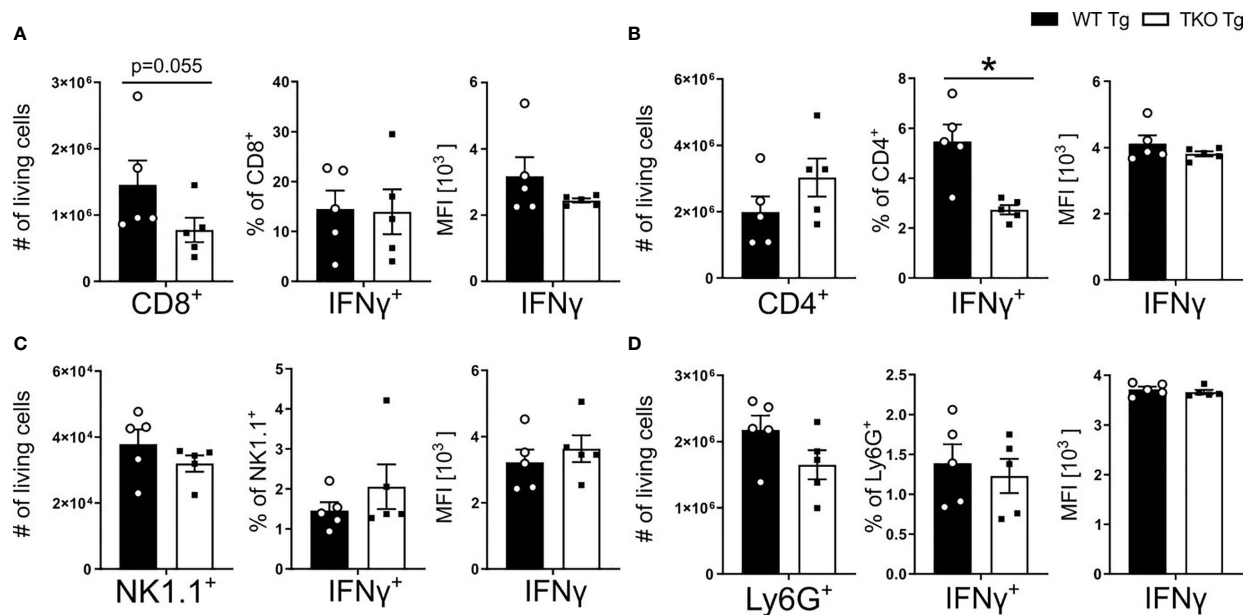 WT Tg TKO Tg
A
p=0.055
# of living cells
3×10⁶
2×10⁶
1×10⁶
0
CD8⁺
% of CD8⁺
40
30
20
10
0
IFNγ⁺
MFI [10³ ]
6
4
2
0
IFNγ
B
# of living cells
6×10⁶
4×10⁶
2×10⁶
0
CD4⁺
*
% of CD4⁺
8
6
4
2
0
IFNγ⁺
MFI [10³ ]
6
4
2
0
IFNγ
C
# of living cells
6×10⁴
4×10⁴
2×10⁴
0
NK1.1⁺
% of NK1.1⁺
5
4
3
2
1
0
IFNγ⁺
MFI [10³ ]
6
4
2
0
IFNγ
D
# of living cells
3×10⁶
2×10⁶
1×10⁶
0
Ly6G⁺
% of Ly6G⁺
2.5
2.0
1.5
1.0
0.5
0.0
IFNγ⁺
MFI [10³ ]
4
3
2
1
0
IFNγ